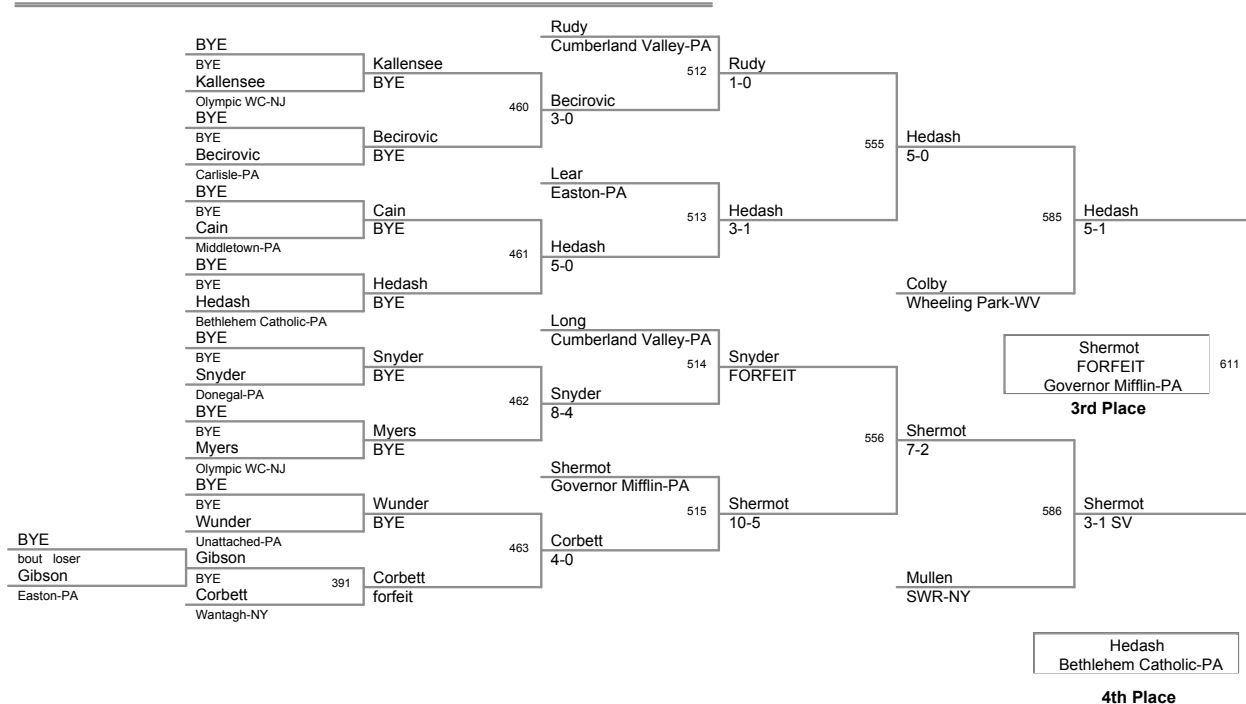 BYE
bout loser
Gibson
Easton-PA
BYE
BYE
Kallensee
Olympic WC-NJ
BYE
BYE
Becirovic
Carlisle-PA
BYE
BYE
Cain
Middletown-PA
BYE
BYE
Hedash
Bethlehem Catholic-PA
BYE
BYE
Snyder
Donegal-PA
BYE
BYE
Myers
Olympic WC-NJ
BYE
BYE
Wunder
Unattached-PA
Gibson
BYE
391
Corbett
Wantagh-NY
Kallensee
BYE
460
Becirovic
BYE
Cain
BYE
461
Hedash
BYE
Snyder
BYE
462
Myers
BYE
Wunder
BYE
463
Corbett
forfeit
Rudy
Cumberland Valley-PA
512
Becirovic
3-0
Lear
Easton-PA
513
Hedash
5-0
Long
Cumberland Valley-PA
514
Snyder
8-4
Shermot
Governor Mifflin-PA
515
Corbett
4-0
Rudy
1-0
555
Hedash
3-1
Snyder
FORFEIT
556
Shermot
10-5
Hedash
5-0
585
Colby
Wheeling Park-WV
Shermot
7-2
586
Mullen
SWR-NY
Hedash
5-1
Shermot
FORFEIT
611
Governor Mifflin-PA
3rd Place
Shermot
3-1 SV
Hedash
Bethlehem Catholic-PA
4th Place